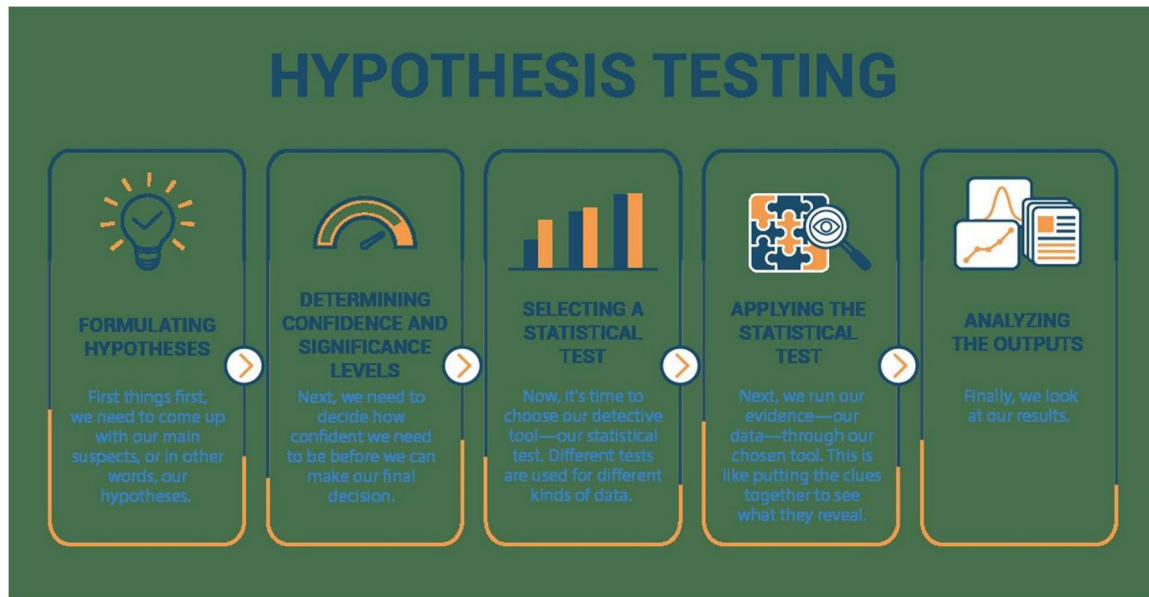 HYPOTHESIS TESTING
FORMULATING
HYPOTHESES
First things first,
we need to come up
with our main
suspects, or in other
words, our
hypotheses.
DETERMINING
CONFIDENCE AND
SIGNIFICANCE
LEVELS
Next, we need to
decide how
confident we need
to be before we can
make our final
decision.
SELECTING A
STATISTICAL
TEST
Now, it's time to
choose our detective
tool—our statistical
test. Different tests
are used for different
kinds of data.
APPLYING THE
STATISTICAL
TEST
Next, we run our
evidence—our
data—through our
chosen tool. This is
like putting the clues
together to see
what they reveal.
ANALYZING
THE OUTPUTS
Finally, we look
at our results.